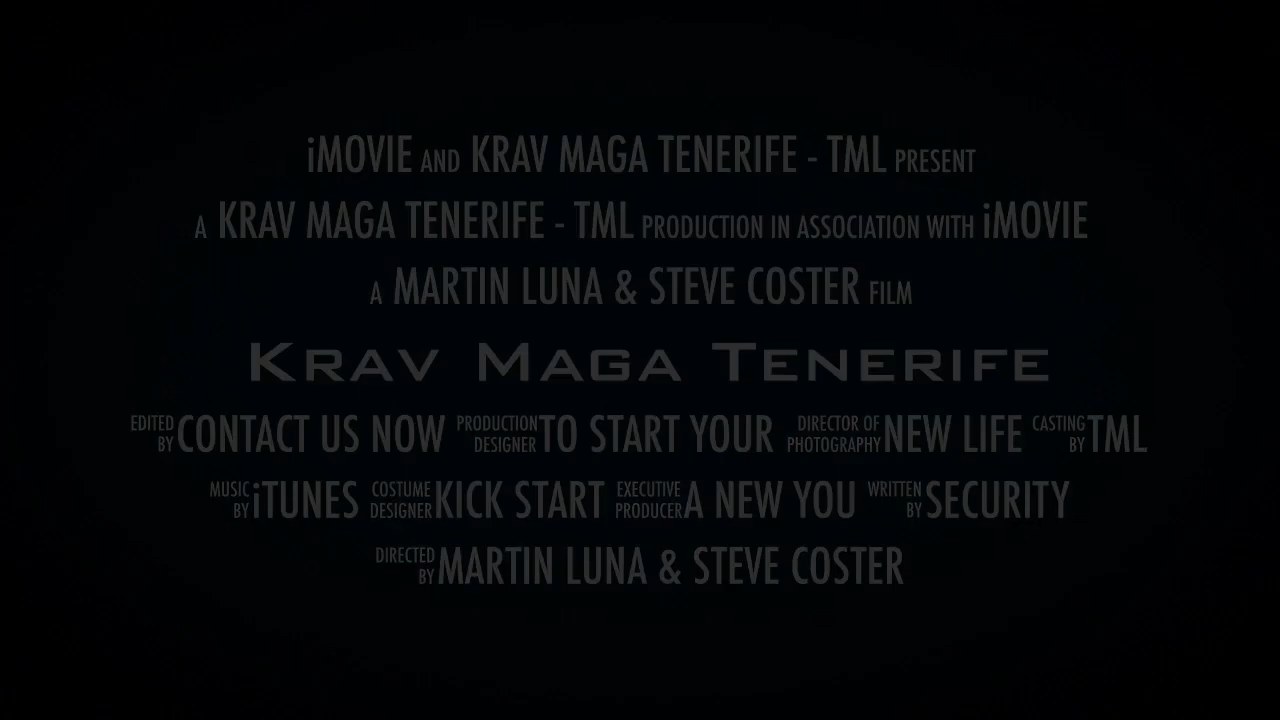 iMOVIE AND KRAV MAGA TENERIFE - TML PRESENT
A KRAV MAGA TENERIFE - TML PRODUCTION IN ASSOCIATION WITH iMOVIE
A MARTIN LUNA & STEVE COSTER FILM
KRAV MAGA TENERIFE
EDITED BY CONTACT US NOW PRODUCTION DESIGNER TO START YOUR DIRECTOR OF PHOTOGRAPHY NEW LIFE CASTING BY TML
MUSIC BY iTUNES COSTUME DESIGNER KICK START EXECUTIVE PRODUCER A NEW YOU WRITTEN BY SECURITY
DIRECTED BY MARTIN LUNA & STEVE COSTER